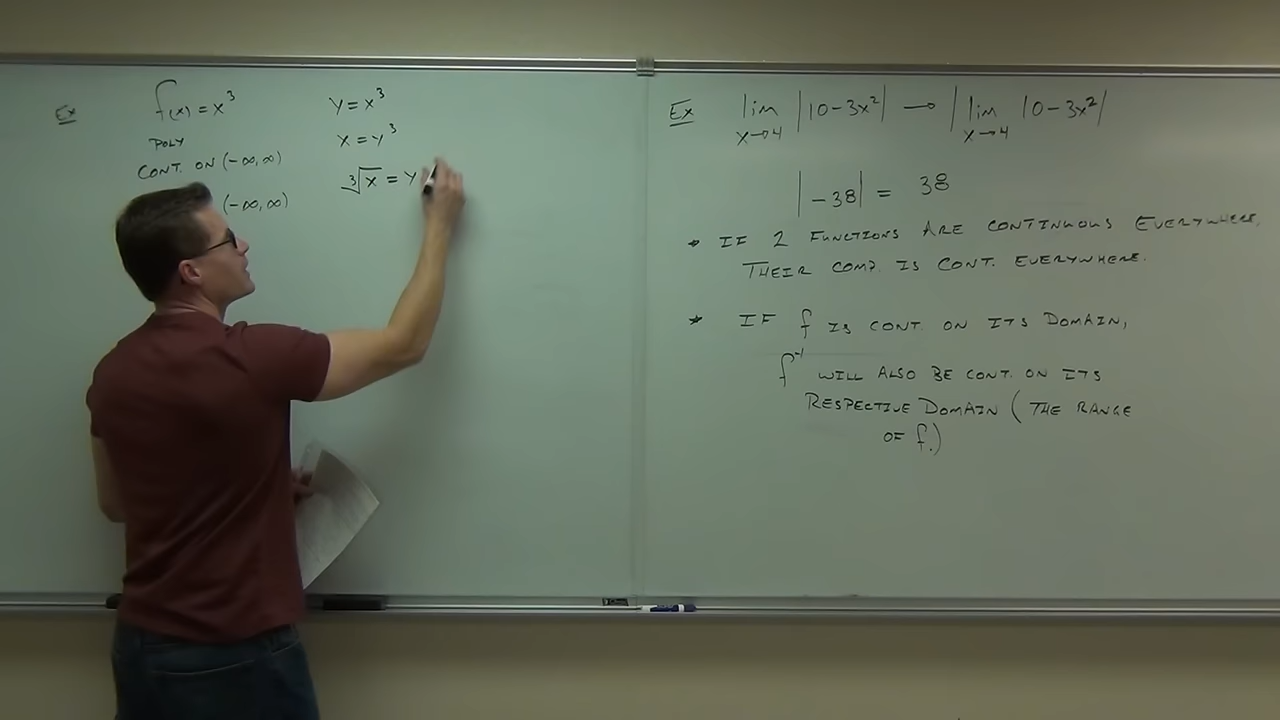 Ex f(x) = x³
POLY
CONT. ON (-∞, ∞)
(-∞, ∞)
Y = x³
X = Y³
∛x = Y
Ex lim x→4 |10 - 3x²| → |lim x→4 10 - 3x²|
|-38| = 38
* IF 2 FUNCTIONS ARE CONTINUOUS EVERYWHERE,
THEIR COMP. IS CONT. EVERYWHERE.
* IF f IS CONT. ON ITS DOMAIN,
f⁻¹ WILL ALSO BE CONT. ON ITS
RESPECTIVE DOMAIN (THE RANGE
OF f.)